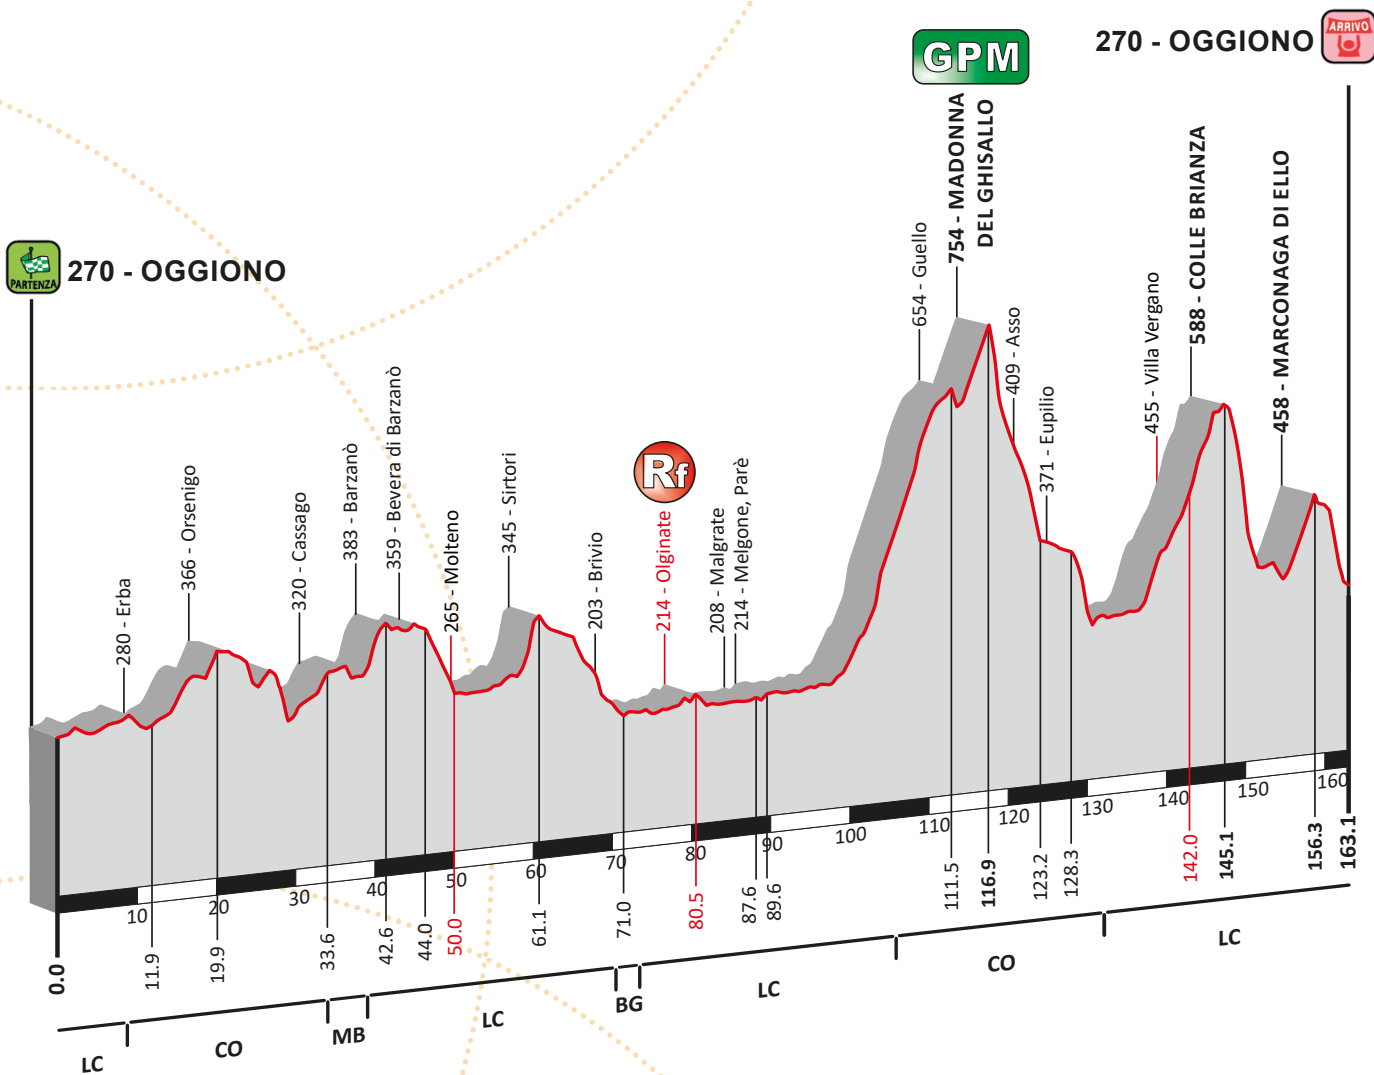 270 - OGGIONO
ARRIVO
GPM
754 - MADONNA
DEL GHISALLO
588 - COLLE BRIANZA
458 - MARCONAGA DI ELLO
PARTENZA
270 - OGGIONO
280 - Erba
366 - Orsenigo
320 - Cassago
383 - Barzanò
359 - Bevera di Barzanò
265 - Molteno
345 - Sirtori
203 - Brivio
Rf
214 - Olginate
208 - Malgrate
214 - Melgone, Parè
654 - Guello
409 - Asso
371 - Eupilio
455 - Villa Vergano
10
20
30
40
50
60
70
80
90
100
110
120
130
140
150
160
0.0
11.9
19.9
33.6
42.6
44.0
50.0
61.1
71.0
80.5
87.6
89.6
111.5
116.9
123.2
128.3
142.0
145.1
156.3
163.1
LC
CO
MB
LC
BG
LC
CO
LC